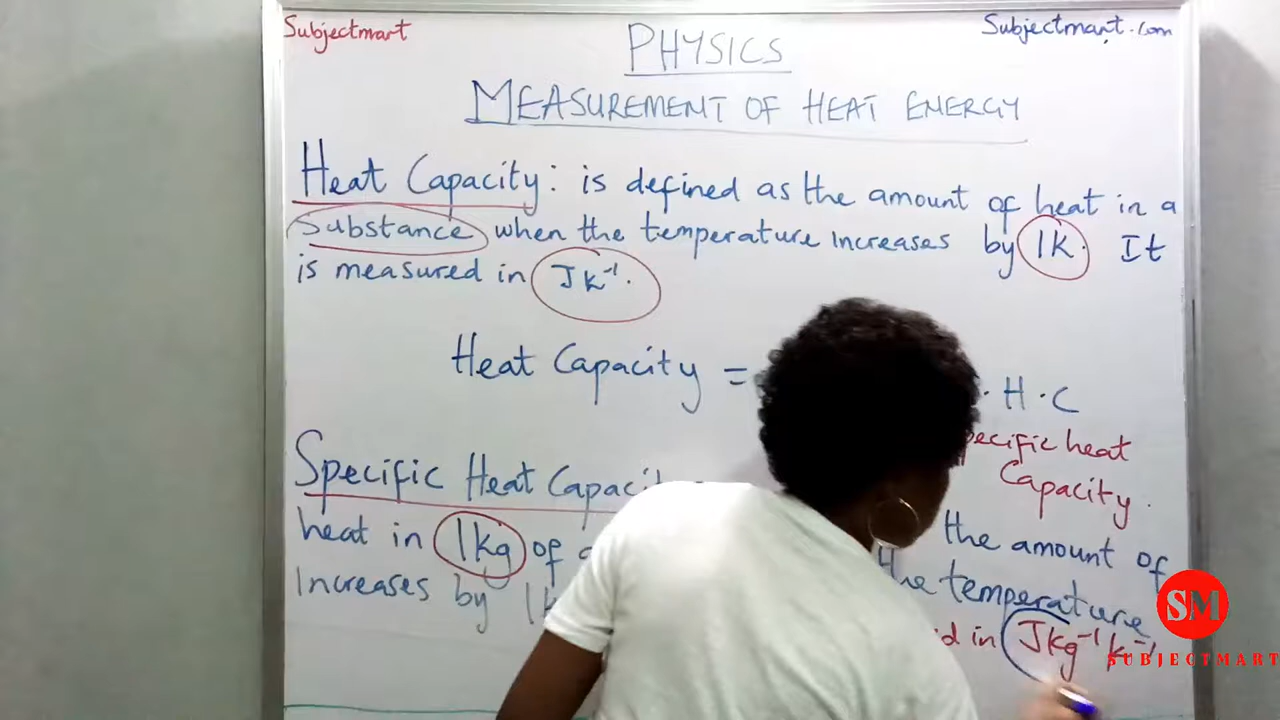 Subjectmart
Subjectmart.com
PHYSICS
MEASUREMENT OF HEAT ENERGY
Heat Capacity: is defined as the amount of heat in a
Substance when the temperature increases by 1k. It
is measured in Jk⁻¹.
Heat Capacity = . H . C
pecific heat
Capacity.
Specific Heat Capaci
the amount of
heat in 1kg of
the temperature
Increases by 1k
d in Jkg⁻¹k⁻¹
SM
SUBJECTMART